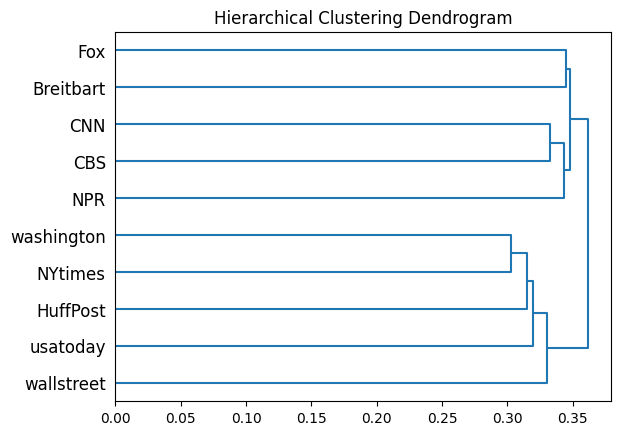 Hierarchical Clustering Dendrogram
Fox
Breitbart
CNN
CBS
NPR
washington
NYtimes
HuffPost
usatoday
wallstreet
0.00 0.05 0.10 0.15 0.20 0.25 0.30 0.35